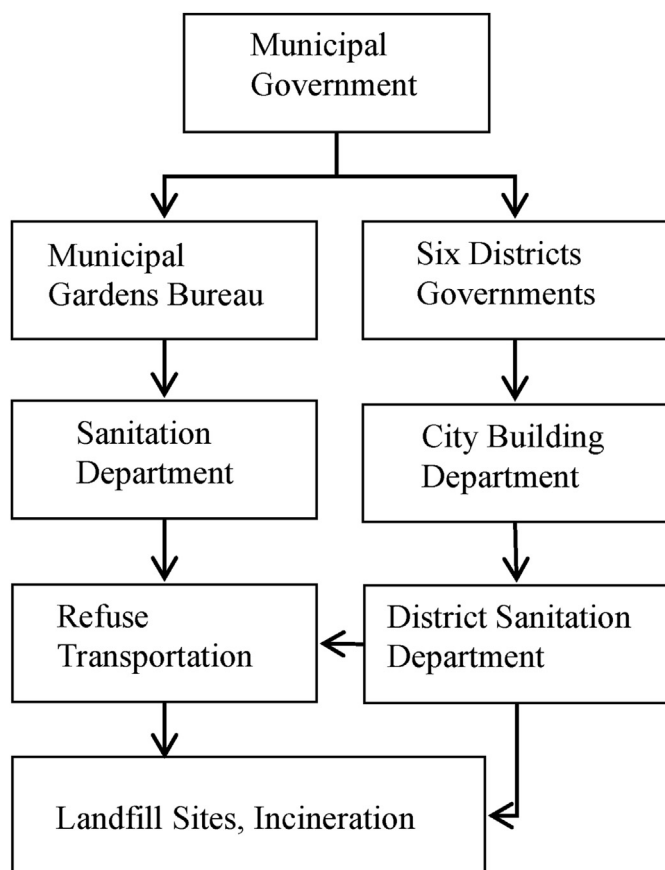 Municipal
Government
Municipal
Gardens Bureau
Six Districts
Governments
Sanitation
Department
City Building
Department
Refuse
Transportation
District Sanitation
Department
Landfill Sites, Incineration